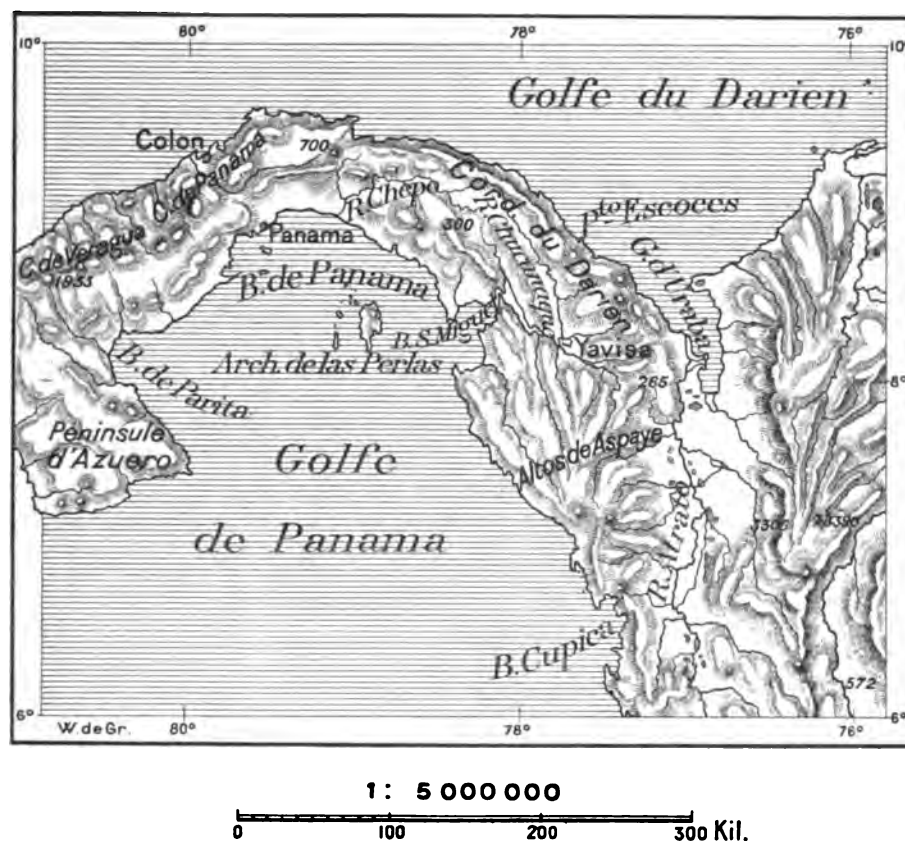 80° 78° 76°
10° 10°
Golfe du Darien
Colon
700
C. de Panama
R. Chepo
Cord. du Darien
R. Chucunaqua
Pto Escoces
300
Panama
C. de Veragua
1933
G. d'Uraba
B. de Panama
B. S. Miguel
Yavisa
Arch. de las Perlas
8°
265
B. de Parita
Péninsule
d'Azuero
Golfe
de Panama
Altos de Aspaye
R. Atrato
B. Cupica
572
6° 6°
W. de Gr.
80° 78° 76°
1: 5 000 000
0 100 200 300 Kil.